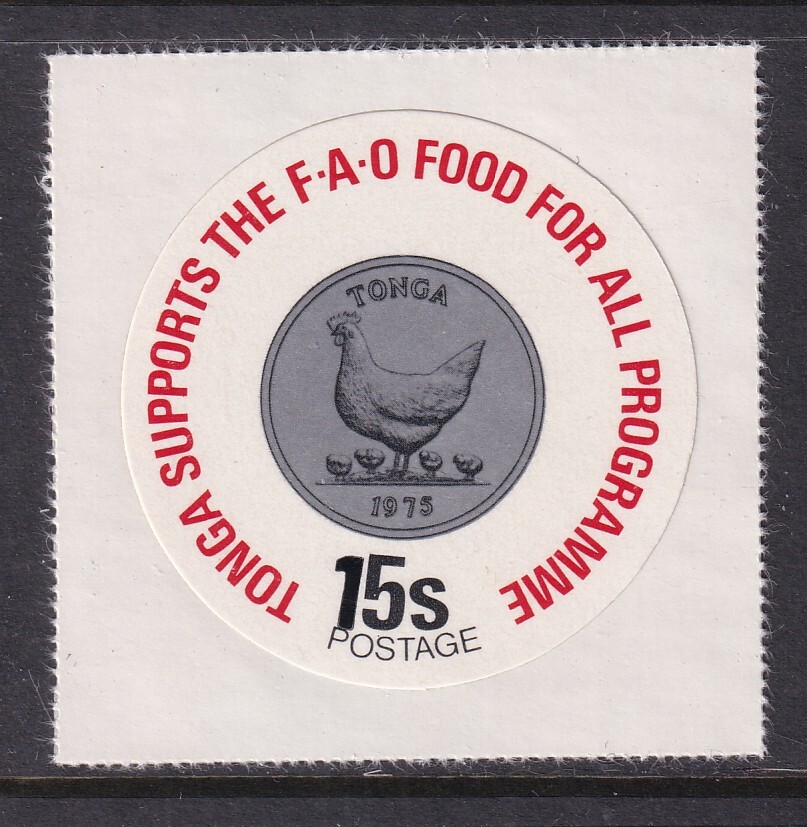 TONGA SUPPORTS THE F·A·O FOOD FOR ALL PROGRAMME
TONGA
1975
15s
POSTAGE